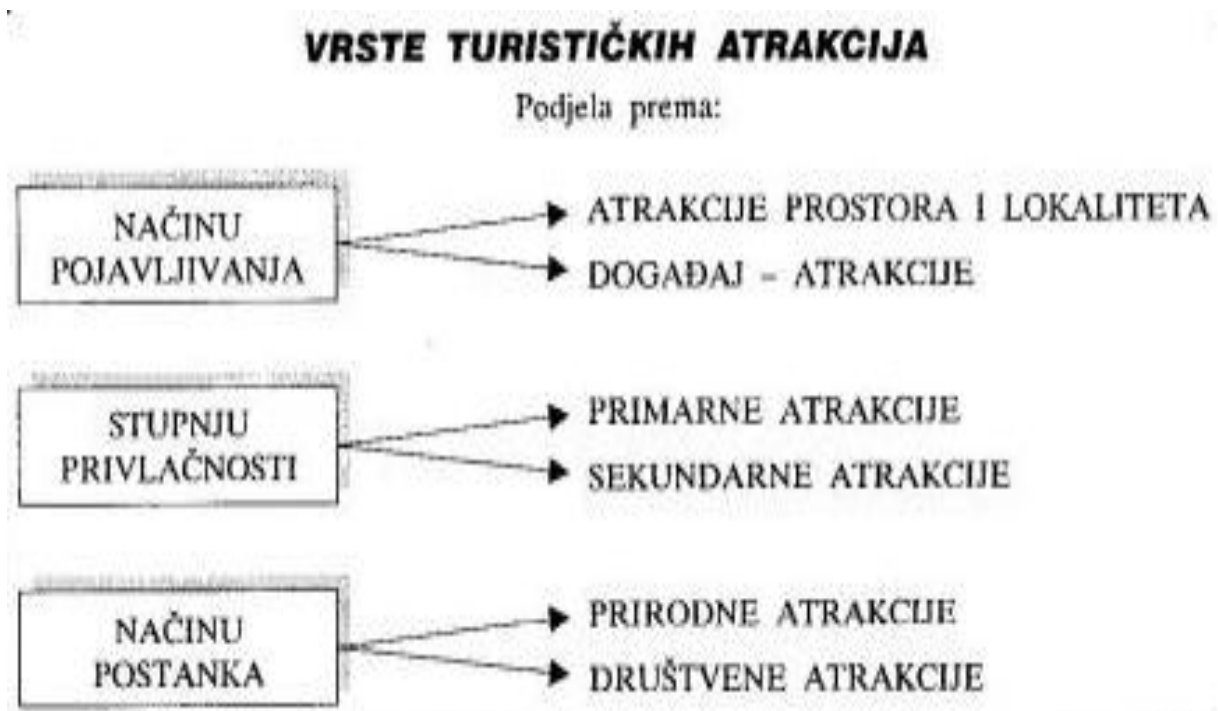 VRSTE TURISTIČKIH ATRAKCIJA
Podjela prema:
NAČINU
POJAVLJIVANJA
ATRAKCIJE PROSTORA I LOKALITETA
DOGAĐAJ – ATRAKCIJE
STUPNJU
PRIVLAČNOSTI
PRIMARNE ATRAKCIJE
SEKUNDARNE ATRAKCIJE
NAČINU
POSTANKA
PRIRODNE ATRAKCIJE
DRUŠTVENE ATRAKCIJE